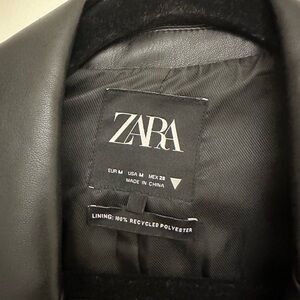 ZARA
EUR M USA M MEX 28
MADE IN CHINA
LINING: 100% RECYCLED POLYESTER